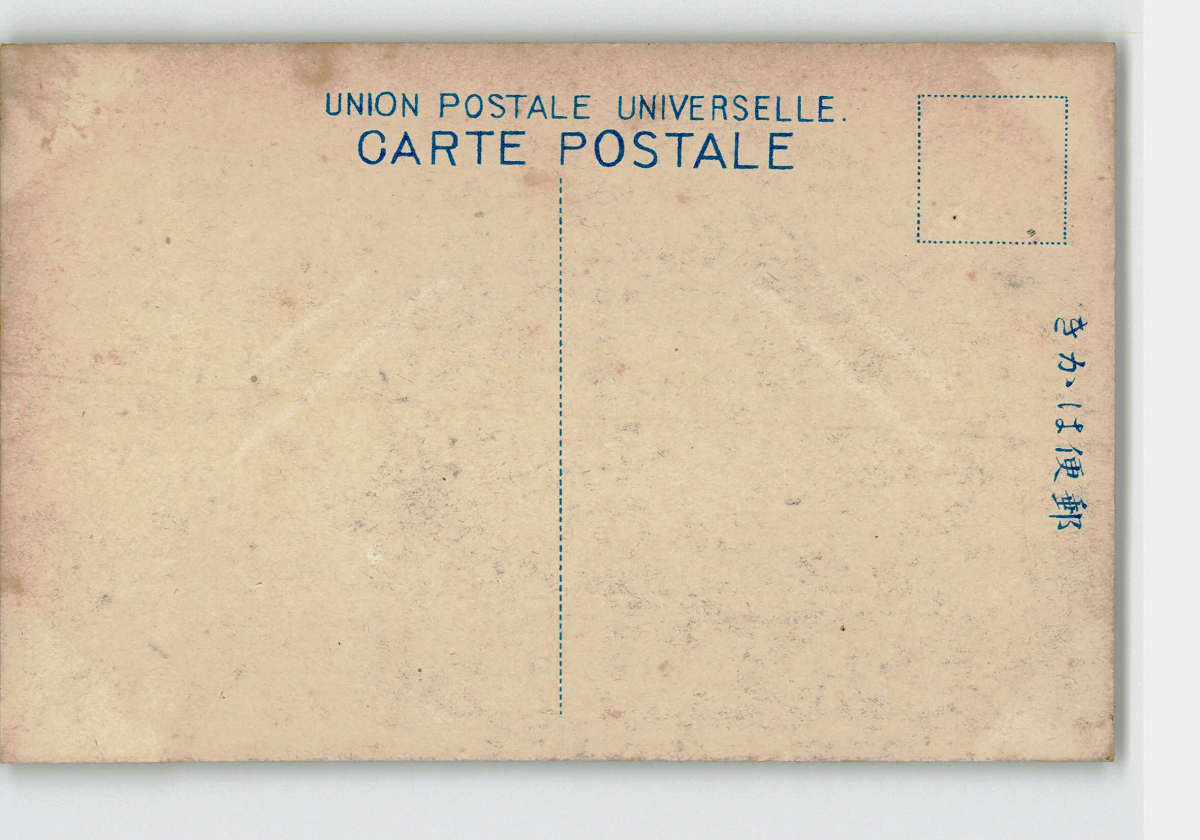 UNION POSTALE UNIVERSELLE.
CARTE POSTALE
きかは便郵